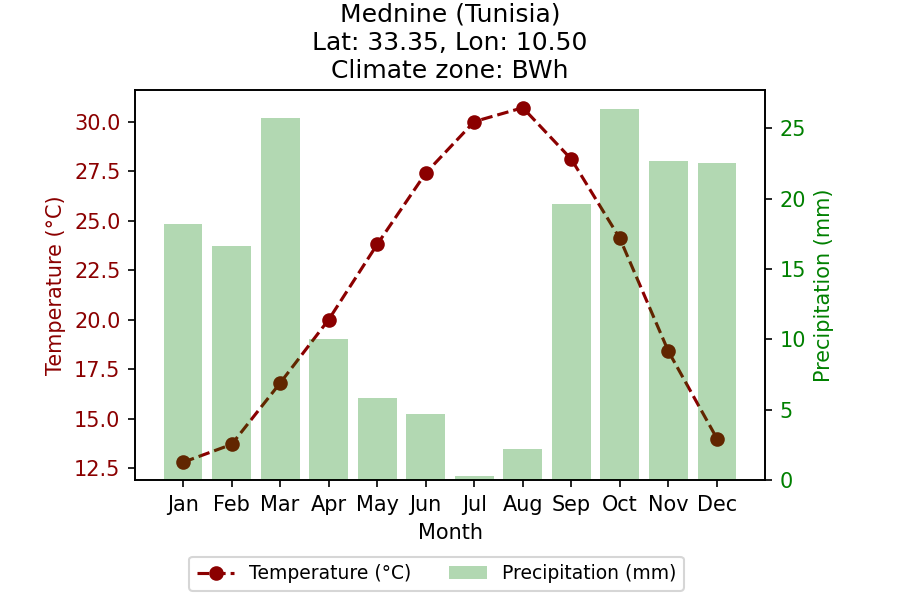 Mednine (Tunisia)
Lat: 33.35, Lon: 10.50
Climate zone: BWh
Temperature (°C)
30.0
27.5
25.0
22.5
20.0
17.5
15.0
12.5
Precipitation (mm)
25
20
15
10
5
0
Jan Feb Mar Apr May Jun Jul Aug Sep Oct Nov Dec
Month
Temperature (°C) Precipitation (mm)